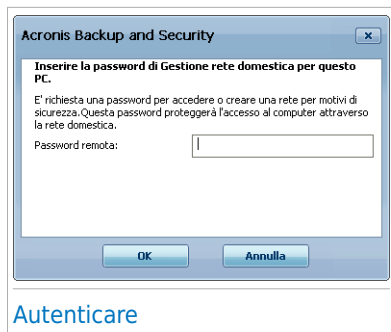 Acronis Backup and Security
Inserire la password di Gestione rete domestica per questo
PC.
E' richiesta una password per accedere o creare una rete per motivi di
sicurezza.Questa password proteggerà l'accesso al computer attraverso
la rete domestica.
Password remota:
OK
Annulla
Autenticare